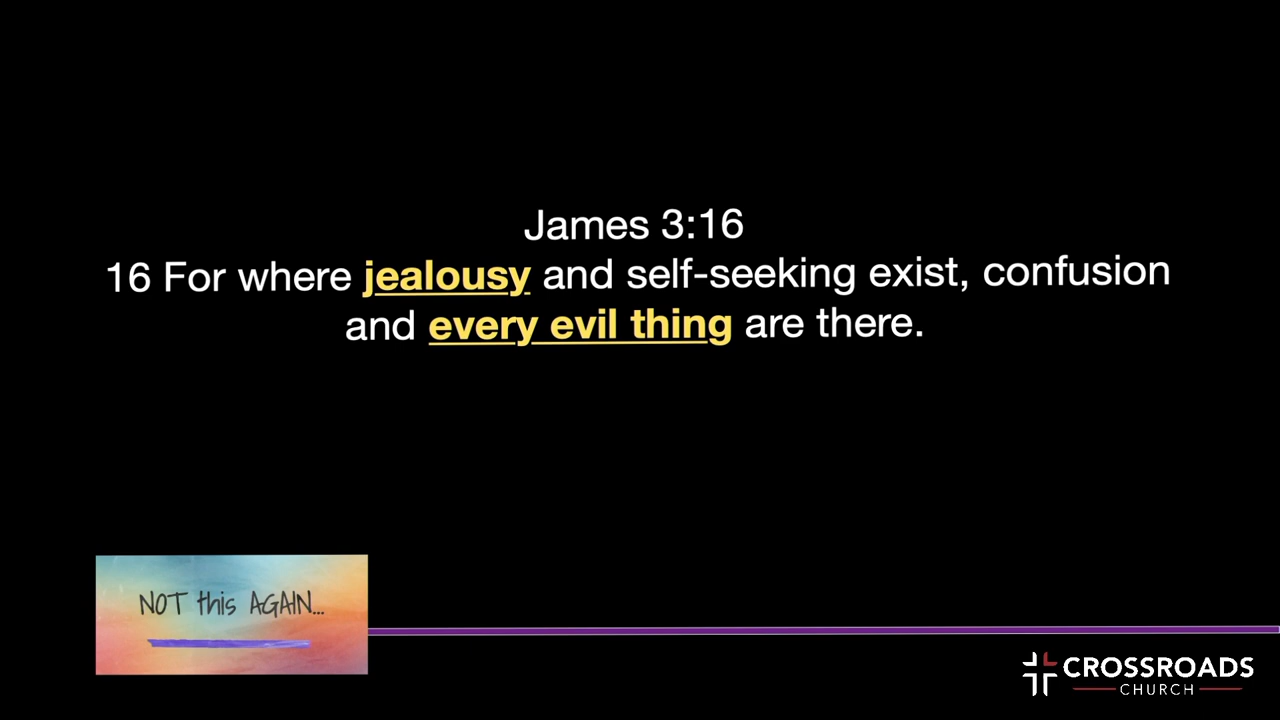 James 3:16
16 For where jealousy and self-seeking exist, confusion
and every evil thing are there.
NOT this AGAIN...
CROSSROADS
CHURCH